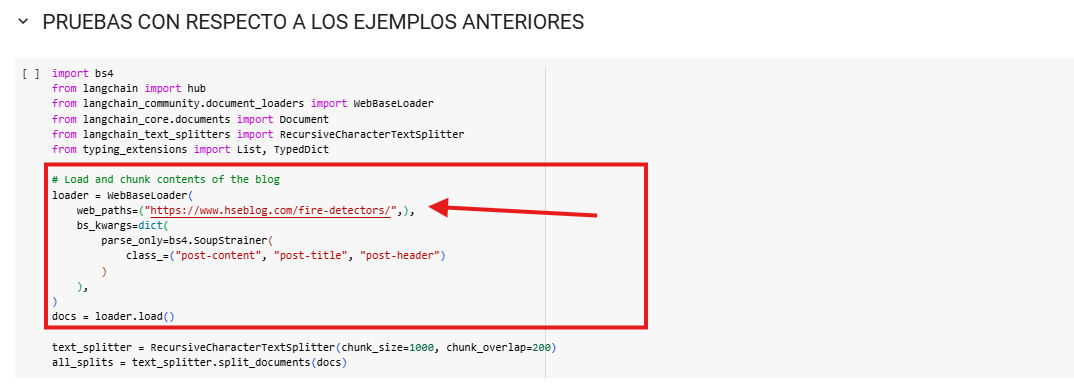 PRUEBAS CON RESPECTO A LOS EJEMPLOS ANTERIORES
[ ] import bs4
from langchain import hub
from langchain_community.document_loaders import WebBaseLoader
from langchain_core.documents import Document
from langchain_text_splitters import RecursiveCharacterTextSplitter
from typing_extensions import List, TypedDict
# Load and chunk contents of the blog
loader = WebBaseLoader(
    web_paths=("https://www.hseblog.com/fire-detectors/",),
    bs_kwargs=dict(
        parse_only=bs4.SoupStrainer(
            class_=("post-content", "post-title", "post-header")
        )
    ),
)
docs = loader.load()
text_splitter = RecursiveCharacterTextSplitter(chunk_size=1000, chunk_overlap=200)
all_splits = text_splitter.split_documents(docs)